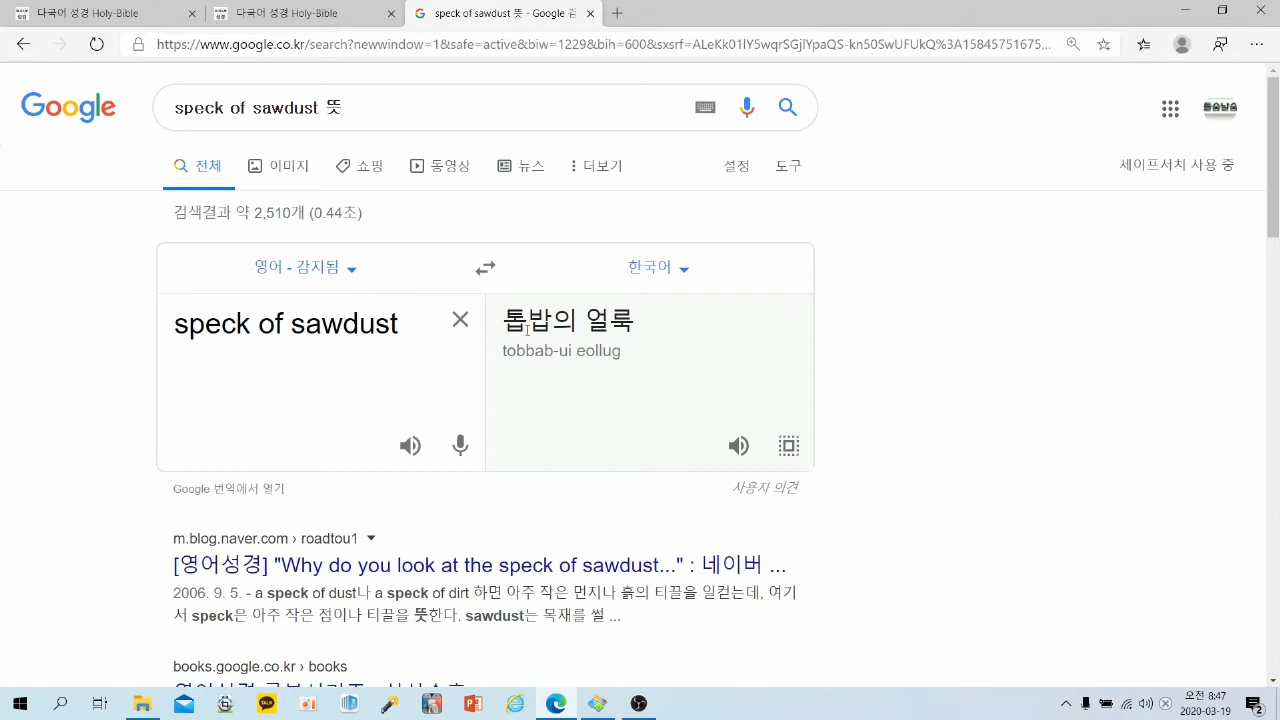 다국어 성경 Holy-Bible
다국어 성경 Holy-Bible
speck of sawdust 뜻 - Google 검
https://www.google.co.kr/search?newwindow=1&safe=active&biw=1229&bih=600&sxsrf=ALeKk01lY5wqrSGjlYpaQS-kn50SwUFUkQ%3A15845751675...
Google
speck of sawdust 뜻
전체
이미지
쇼핑
동영상
뉴스
더보기
설정
도구
세이프서치 사용 중
검색결과 약 2,510개 (0.44초)
영어 - 감지됨
한국어
speck of sawdust
톱밥의 얼룩
tobbab-ui eollug
Google 번역에서 열기
사용자 의견
m.blog.naver.com › roadtou1
[영어성경] "Why do you look at the speck of sawdust..." : 네이버 ...
2006. 9. 5. - a speck of dust나 a speck of dirt 하면 아주 작은 먼지나 흙의 티끌을 일컫는데, 여기
서 speck은 아주 작은 점이나 티끌을 뜻한다. sawdust는 목재를 썰 ...
books.google.co.kr › books
오전 8:47
2020-03-19